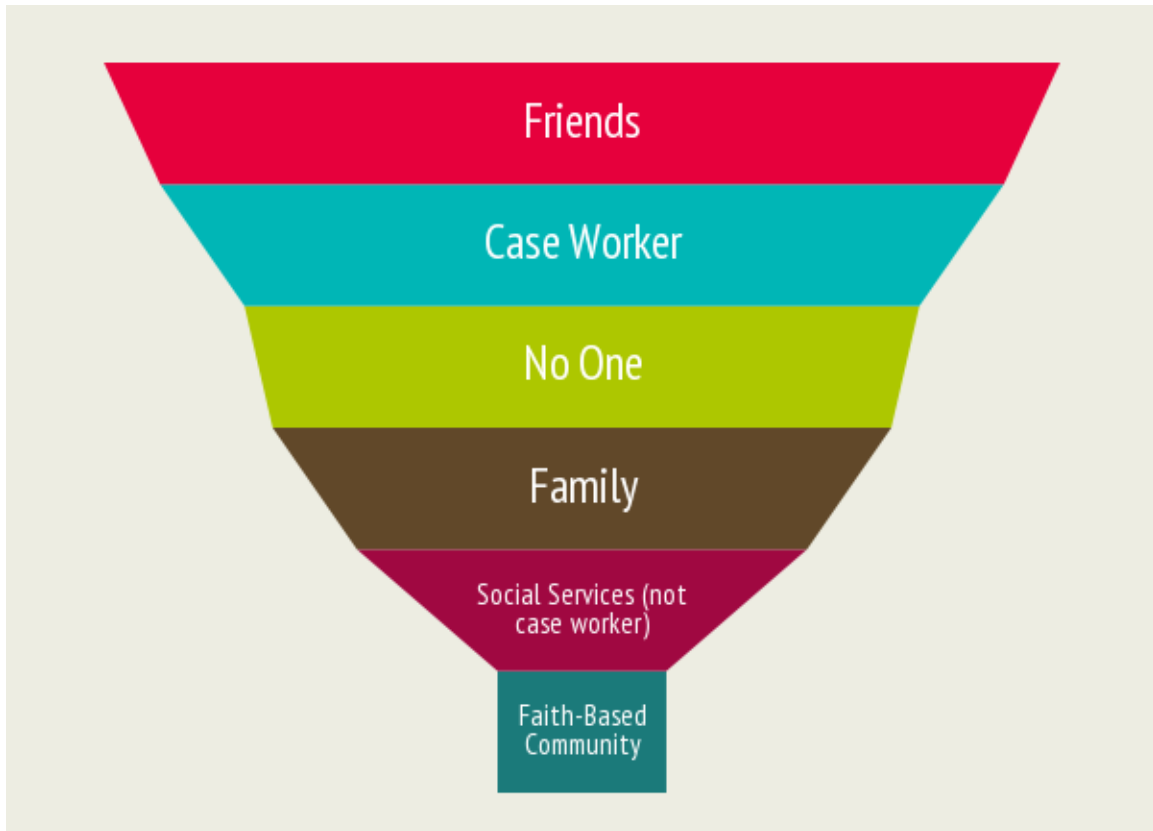 Friends
Case Worker
No One
Family
Social Services (not
case worker)
Faith-Based
Community